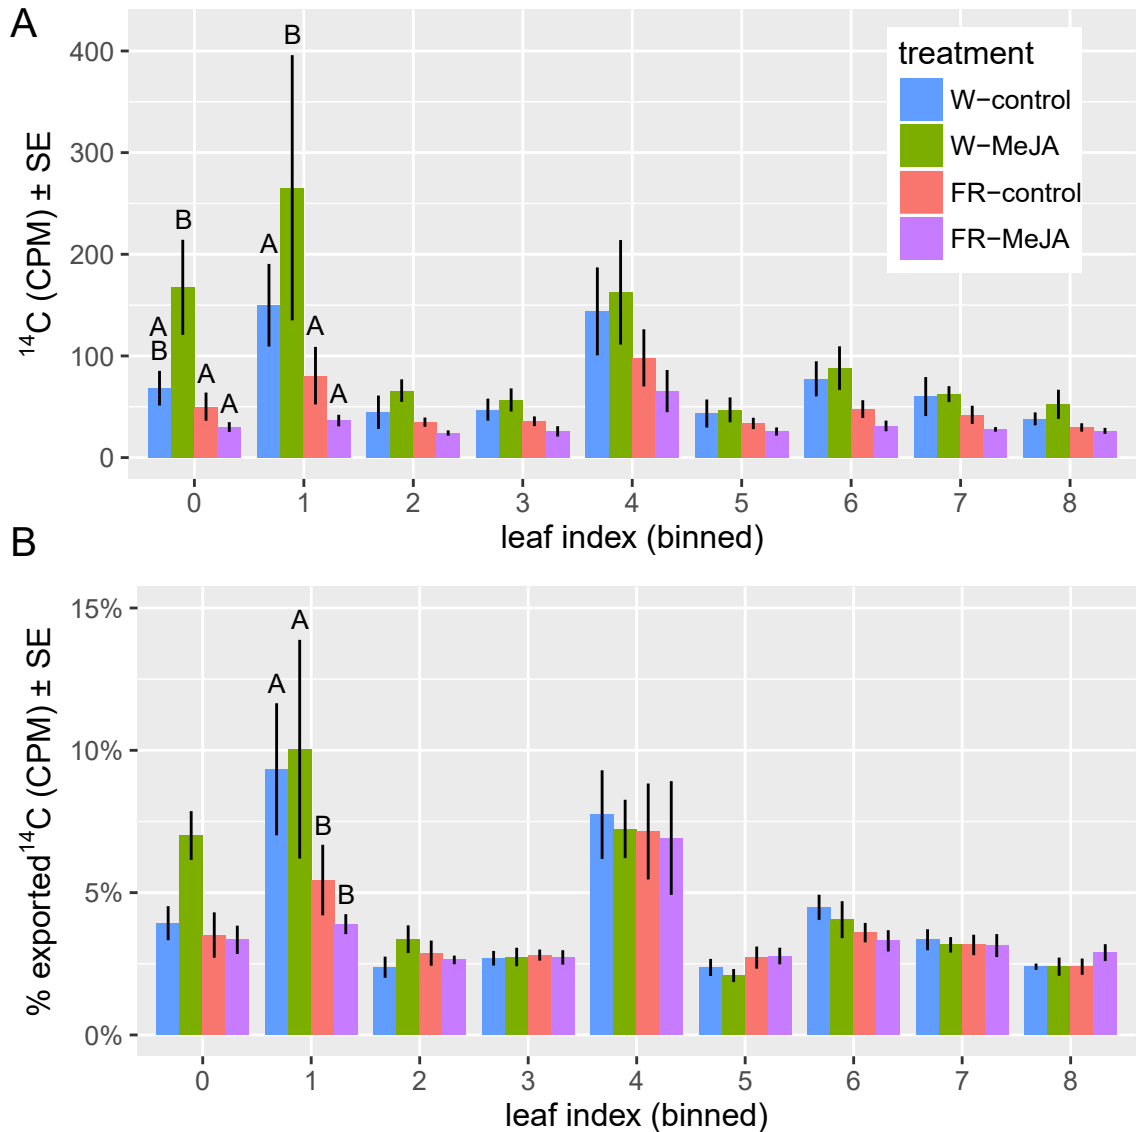 A
400
300
200
100
0
¹⁴C (CPM) ± SE
B
B
A
A
B
A
A
A
A
treatment
W−control
W−MeJA
FR−control
FR−MeJA
0 1 2 3 4 5 6 7 8
leaf index (binned)
B
15%
10%
5%
0%
% exported¹⁴C (CPM) ± SE
A
A
B
B
0 1 2 3 4 5 6 7 8
leaf index (binned)